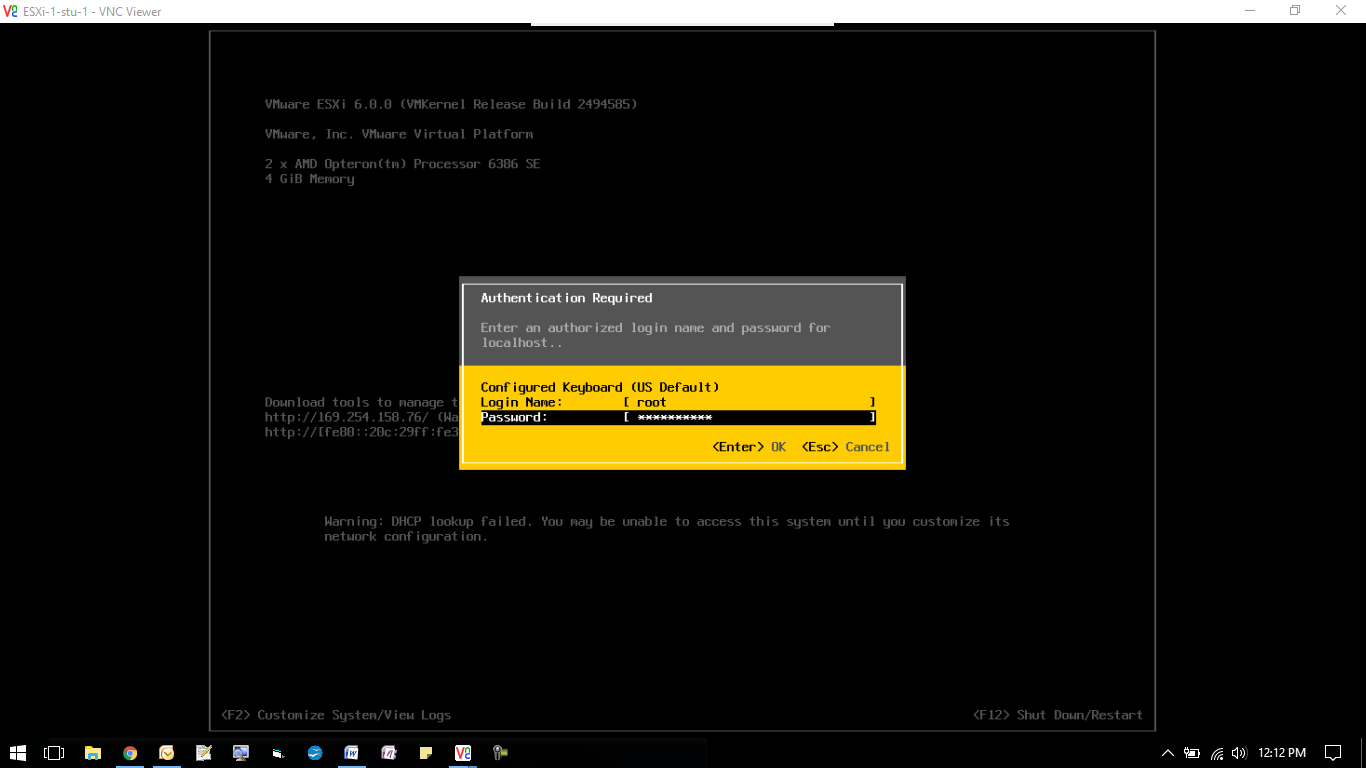 ESXi-1-stu-1 - VNC Viewer
VMware ESXi 6.0.0 (VMKernel Release Build 2494585)
VMware, Inc. VMware Virtual Platform
2 x AMD Opteron(tm) Processor 6386 SE
4 GiB Memory
Authentication Required
Enter an authorized login name and password for
localhost..
Configured Keyboard (US Default)
Login Name: [ root ]
Password: [ ********** ]
<Enter> OK <Esc> Cancel
Download tools to manage t
http://169.254.158.76/ (Wa
http://[fe80::20c:29ff:fe3
Warning: DHCP lookup failed. You may be unable to access this system until you customize its
network configuration.
<F2> Customize System/View Logs
<F12> Shut Down/Restart
12:12 PM